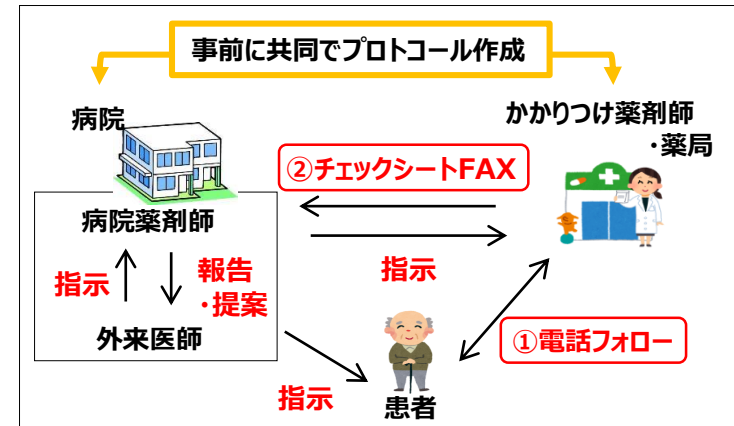 事前に共同でプロトコール作成
病院
かかりつけ薬剤師
・薬局
②チェックシートFAX
病院薬剤師
指示
報告
・提案
指示
外来医師
①電話フォロー
指示
患者